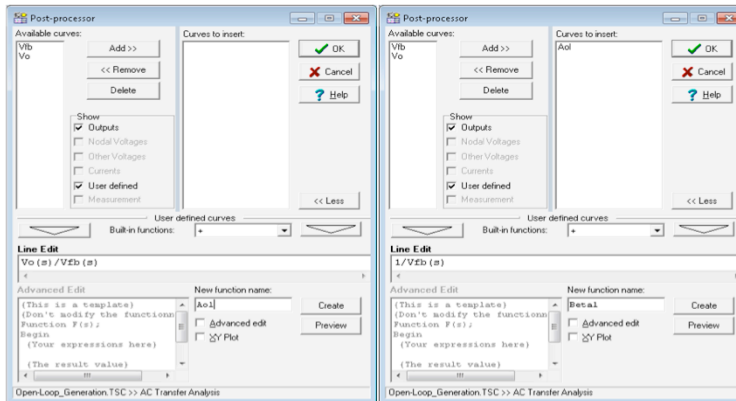 Post-processor
Available curves:
Curves to insert:
Vfb
Vo
Add >>
<< Remove
Delete
OK
Cancel
Help
Show
Outputs
Nodal Voltages
Other Voltages
Currents
User defined
Measurement
<< Less
User defined curves
Built-in functions:
+
Line Edit
Vo(s)/Vfb(s)
Advanced Edit
(This is a template)
(Don't modify the functionn
Function F(s);
Begin
(Your expressions here)
(The result value)
New function name:
Aol
Create
Advanced edit
Preview
XY Plot
Open-Loop_Generation.TSC >> AC Transfer Analysis
Post-processor
Available curves:
Curves to insert:
Vfb
Vo
Aol
Add >>
<< Remove
Delete
OK
Cancel
Help
Show
Outputs
Nodal Voltages
Other Voltages
Currents
User defined
Measurement
<< Less
User defined curves
Built-in functions:
+
Line Edit
1/Vfb(s)
Advanced Edit
(This is a template)
(Don't modify the functionn
Function F(s);
Begin
(Your expressions here)
(The result value)
New function name:
Beta1
Create
Advanced edit
Preview
XY Plot
Open-Loop_Generation.TSC >> AC Transfer Analysis